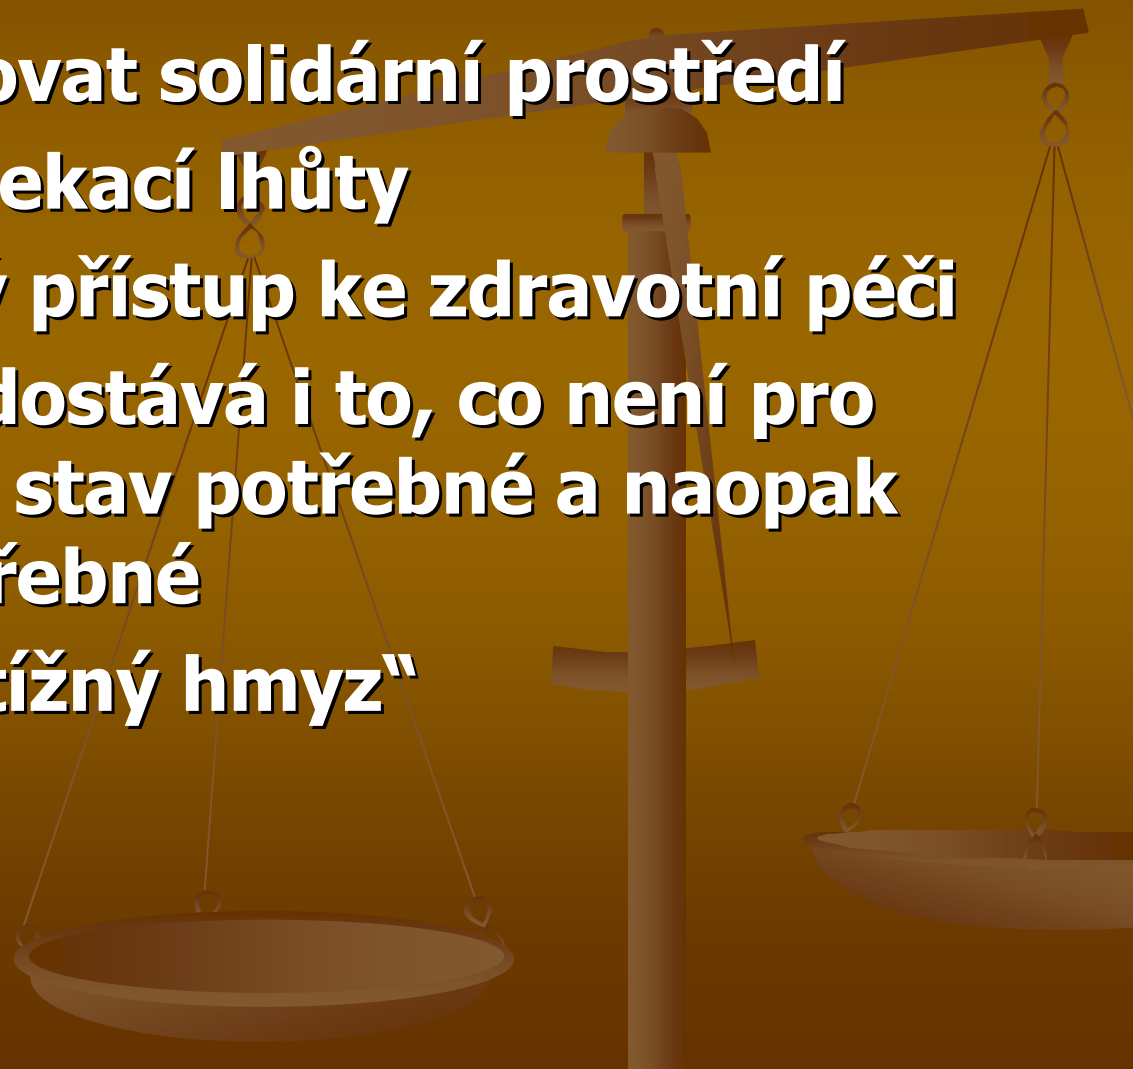 ovat solidární prostředí
ekací lhůty
přístup ke zdravotní péči
dostává i to, co není pro
stav potřebné a naopak
řebné
tížný hmyz“